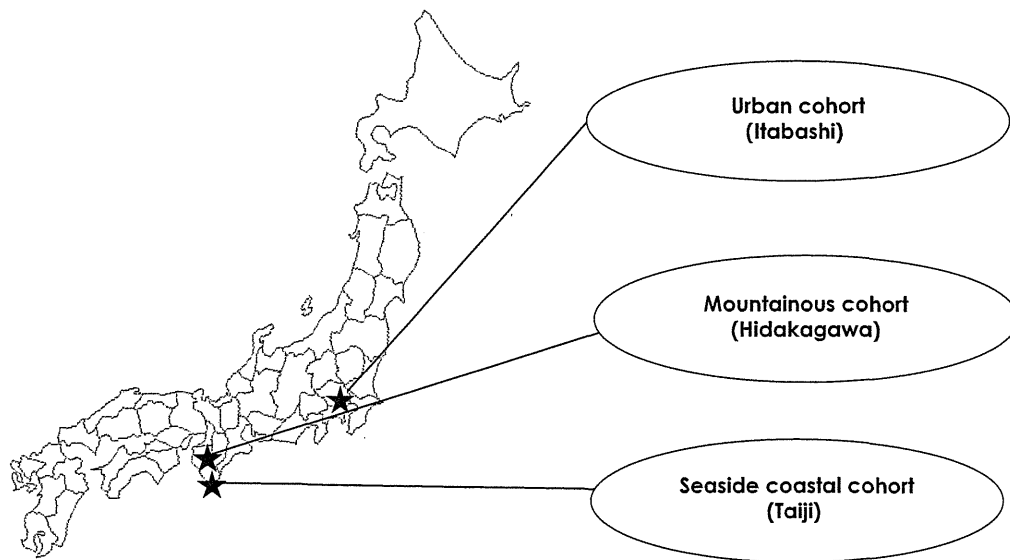 Urban cohort
(Itabashi)
Mountainous cohort
(Hidakagawa)
Seaside coastal cohort
(Taiji)